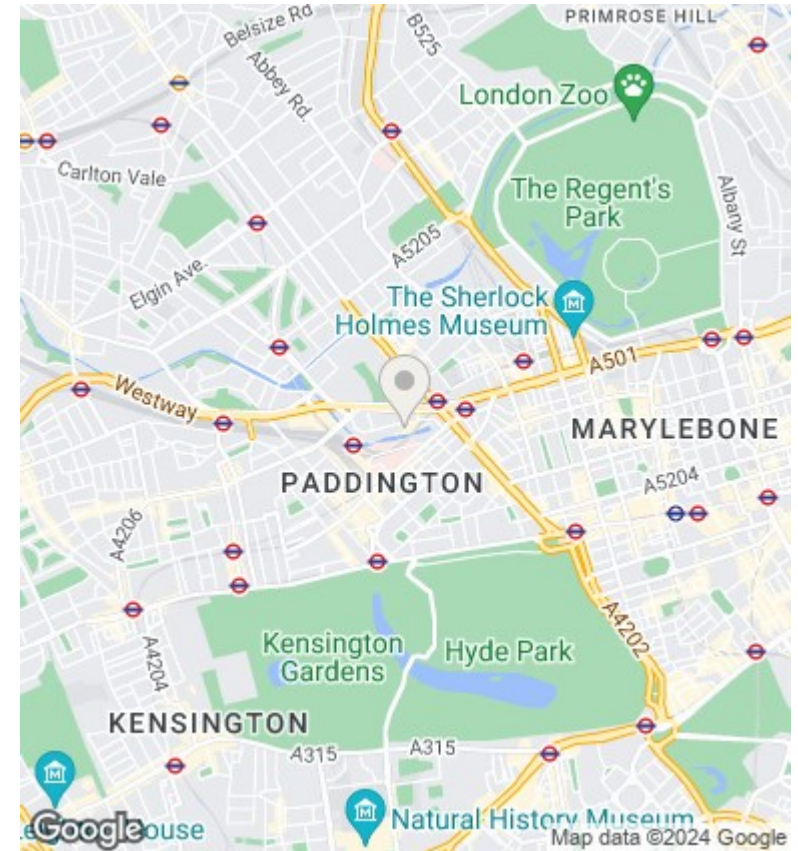 PRIMROSE HILL
Belsize Rd
B525
Abbey Rd.
London Zoo
Carlton Vale
The Regent's
Park
Albany St
A5205
Elgin Ave.
The Sherlock
Holmes Museum
A501
Westway
MARYLEBONE
PADDINGTON
A5204
A4206
A4202
Kensington
Gardens
Hyde Park
A4204
KENSINGTON
A315
A315
Natural History Museum
Google
ouse
Map data ©2024 Google